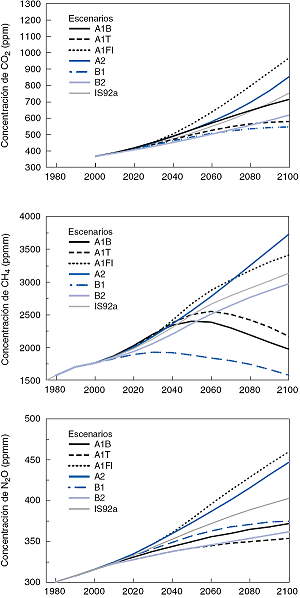 Concentración de CO2 (ppm)
1300
1200
1100
1000
900
800
700
600
500
400
300
Escenarios
A1B
A1T
A1FI
A2
B1
B2
IS92a
1980 2000 2020 2040 2060 2080 2100
Concentración de CH4 (ppmm)
4000
3500
3000
2500
2000
1500
Escenarios
A1B
A1T
A1FI
A2
B1
B2
IS92a
1980 2000 2020 2040 2060 2080 2100
Concentración de N2O (ppmm)
500
450
400
350
300
Escenarios
A1B
A1T
A1FI
A2
B1
B2
IS92a
1980 2000 2020 2040 2060 2080 2100